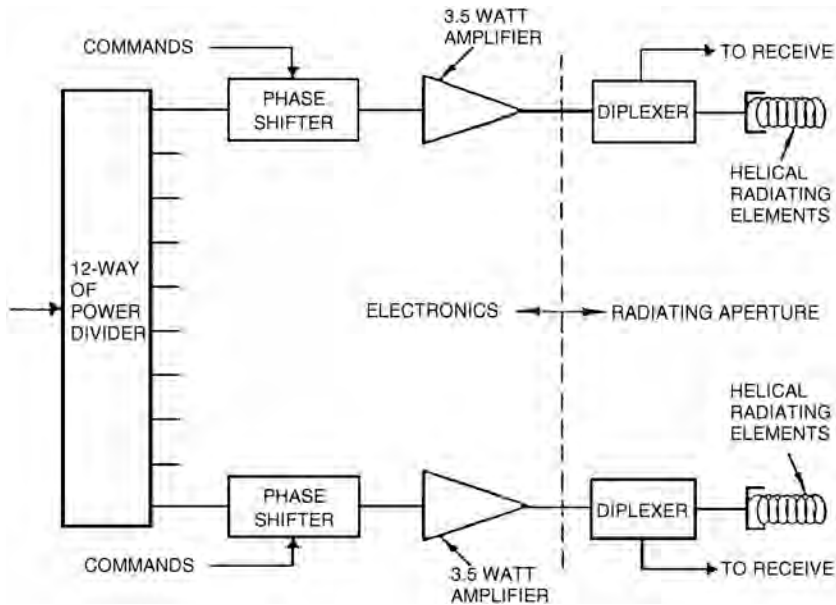 3.5 WATT
AMPLIFIER
COMMANDS
TO RECEIVE
PHASE
SHIFTER
DIPLEXER
HELICAL
RADIATING
ELEMENTS
12-WAY
OF
POWER
DIVIDER
ELECTRONICS
RADIATING APERTURE
HELICAL
RADIATING
ELEMENTS
PHASE
SHIFTER
DIPLEXER
COMMANDS
3.5 WATT
AMPLIFIER
TO RECEIVE